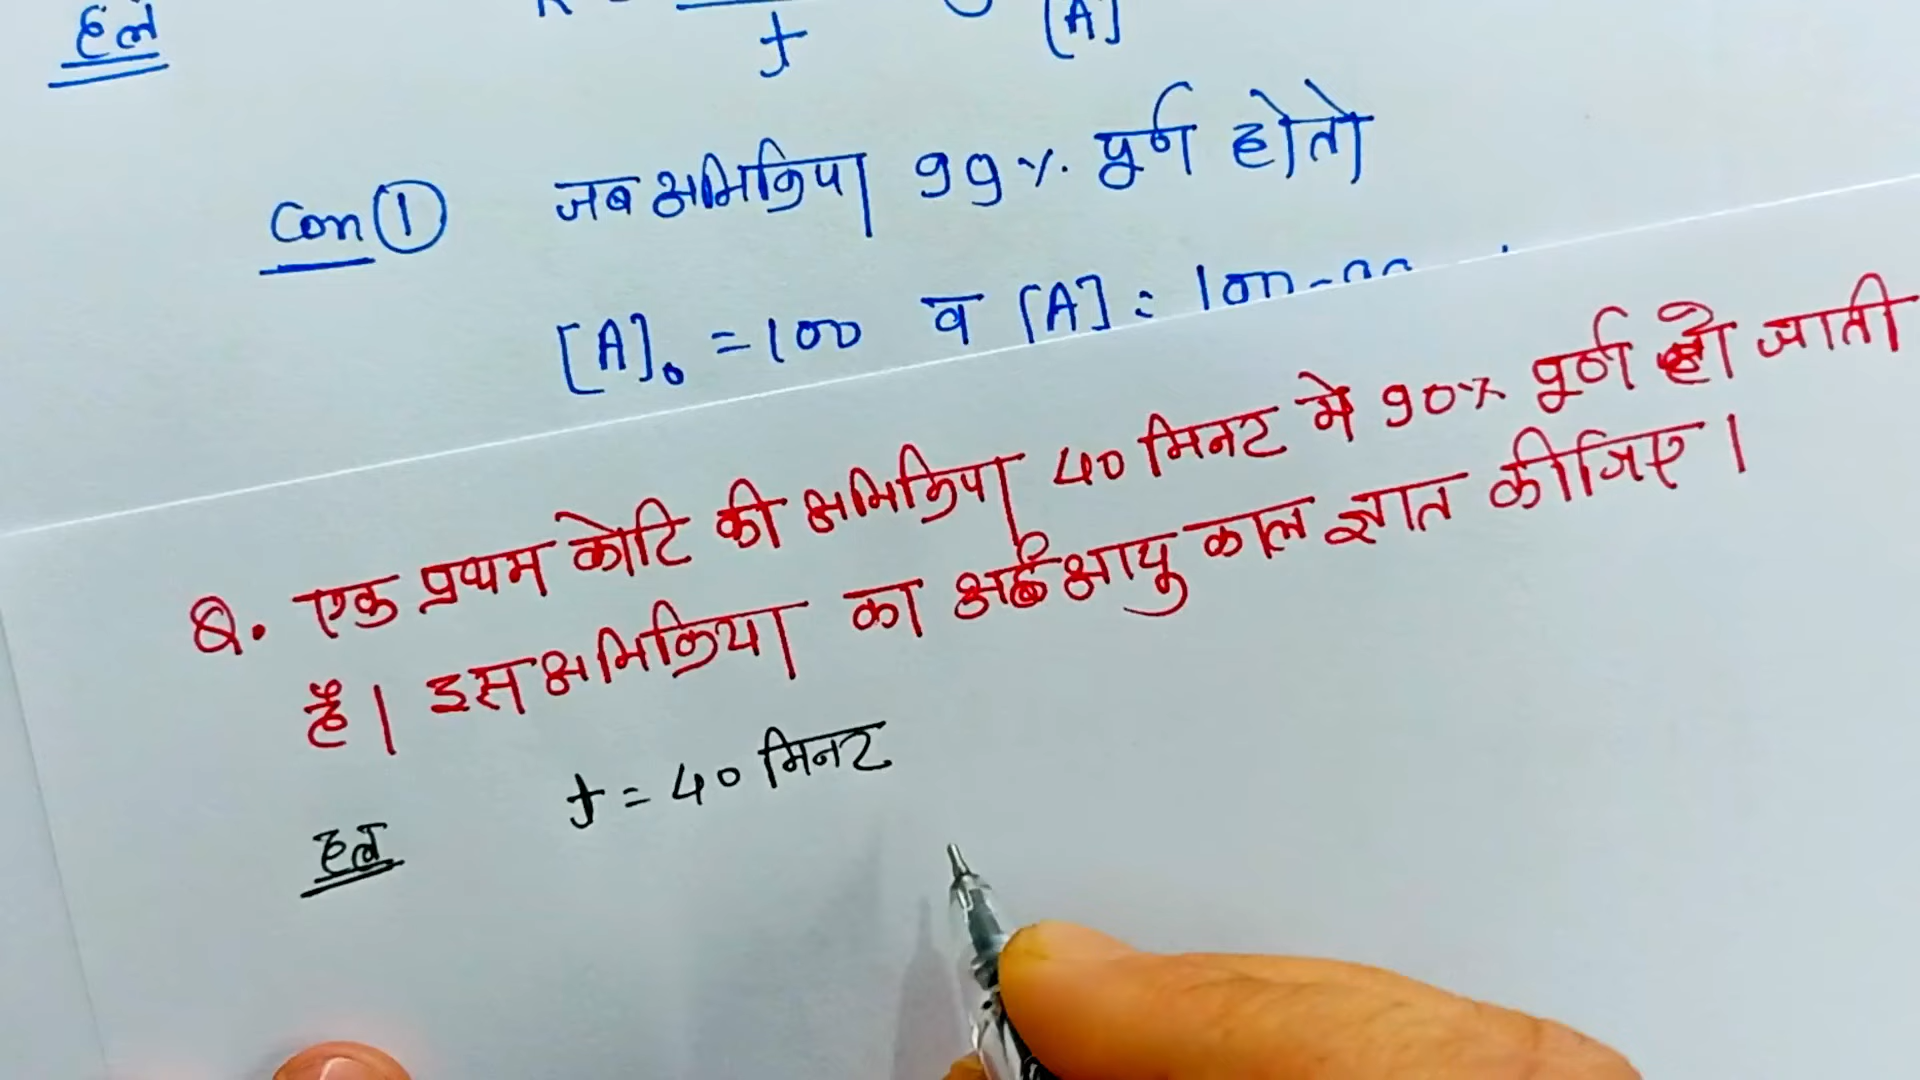 हल
t [A]
Con ① जब अभिक्रिया 99% पूर्ण हो तो
[A]₀ = 100 व [A] = 100-99
Q. एक प्रथम कोटि की अभिक्रिया 40 मिनट मे 90% पूर्ण हो जाती
है। इस अभिक्रिया का अर्द्धआयु काल ज्ञात कीजिए।
t = 40 मिनट
हल